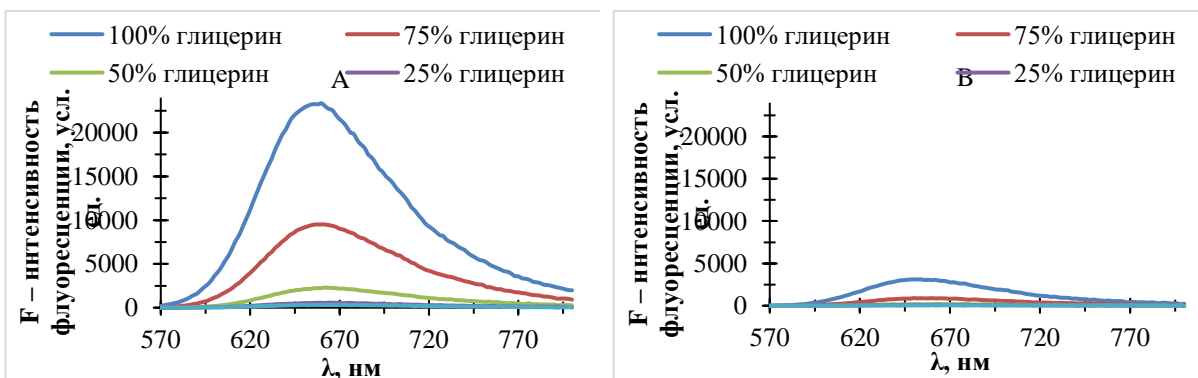 100% глицерин
75% глицерин
50% глицерин
25% глицерин
A
F – ннтенсивность
флуоресценции, усл.
ед.
20000
15000
10000
5000
0
570
620
670
720
770
λ, нм
100% глицерин
75% глицерин
50% глицерин
25% глицерин
B
F – ннтенсивность
флуоресценции, усл.
ед.
20000
15000
10000
5000
0
570
620
670
720
770
λ, нм